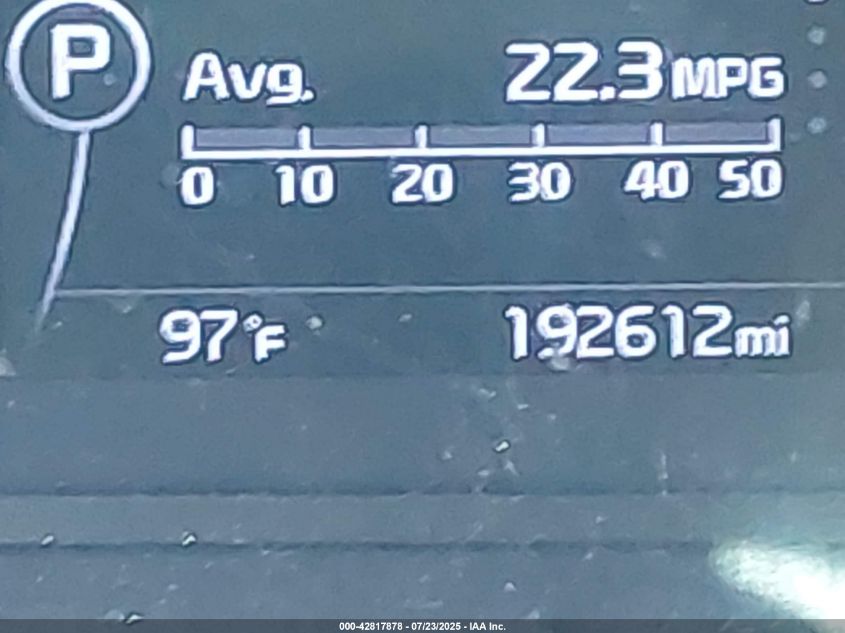 P
Avg. 22.3 MPG
0 10 20 30 40 50
97°F 192612mi
000-42817878 - 07/23/2025 - IAA Inc.